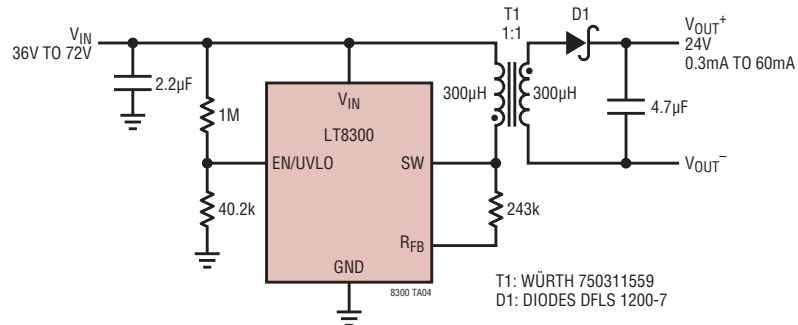 VIN
36V TO 72V
2.2µF
1M
40.2k
VIN
LT8300
EN/UVLO
SW
RFB
GND
8300 TA04
T1
1:1
300µH
300µH
D1
243k
4.7µF
VOUT+
24V
0.3mA TO 60mA
VOUT–
T1: WÜRTH 750311559
D1: DIODES DFLS 1200-7